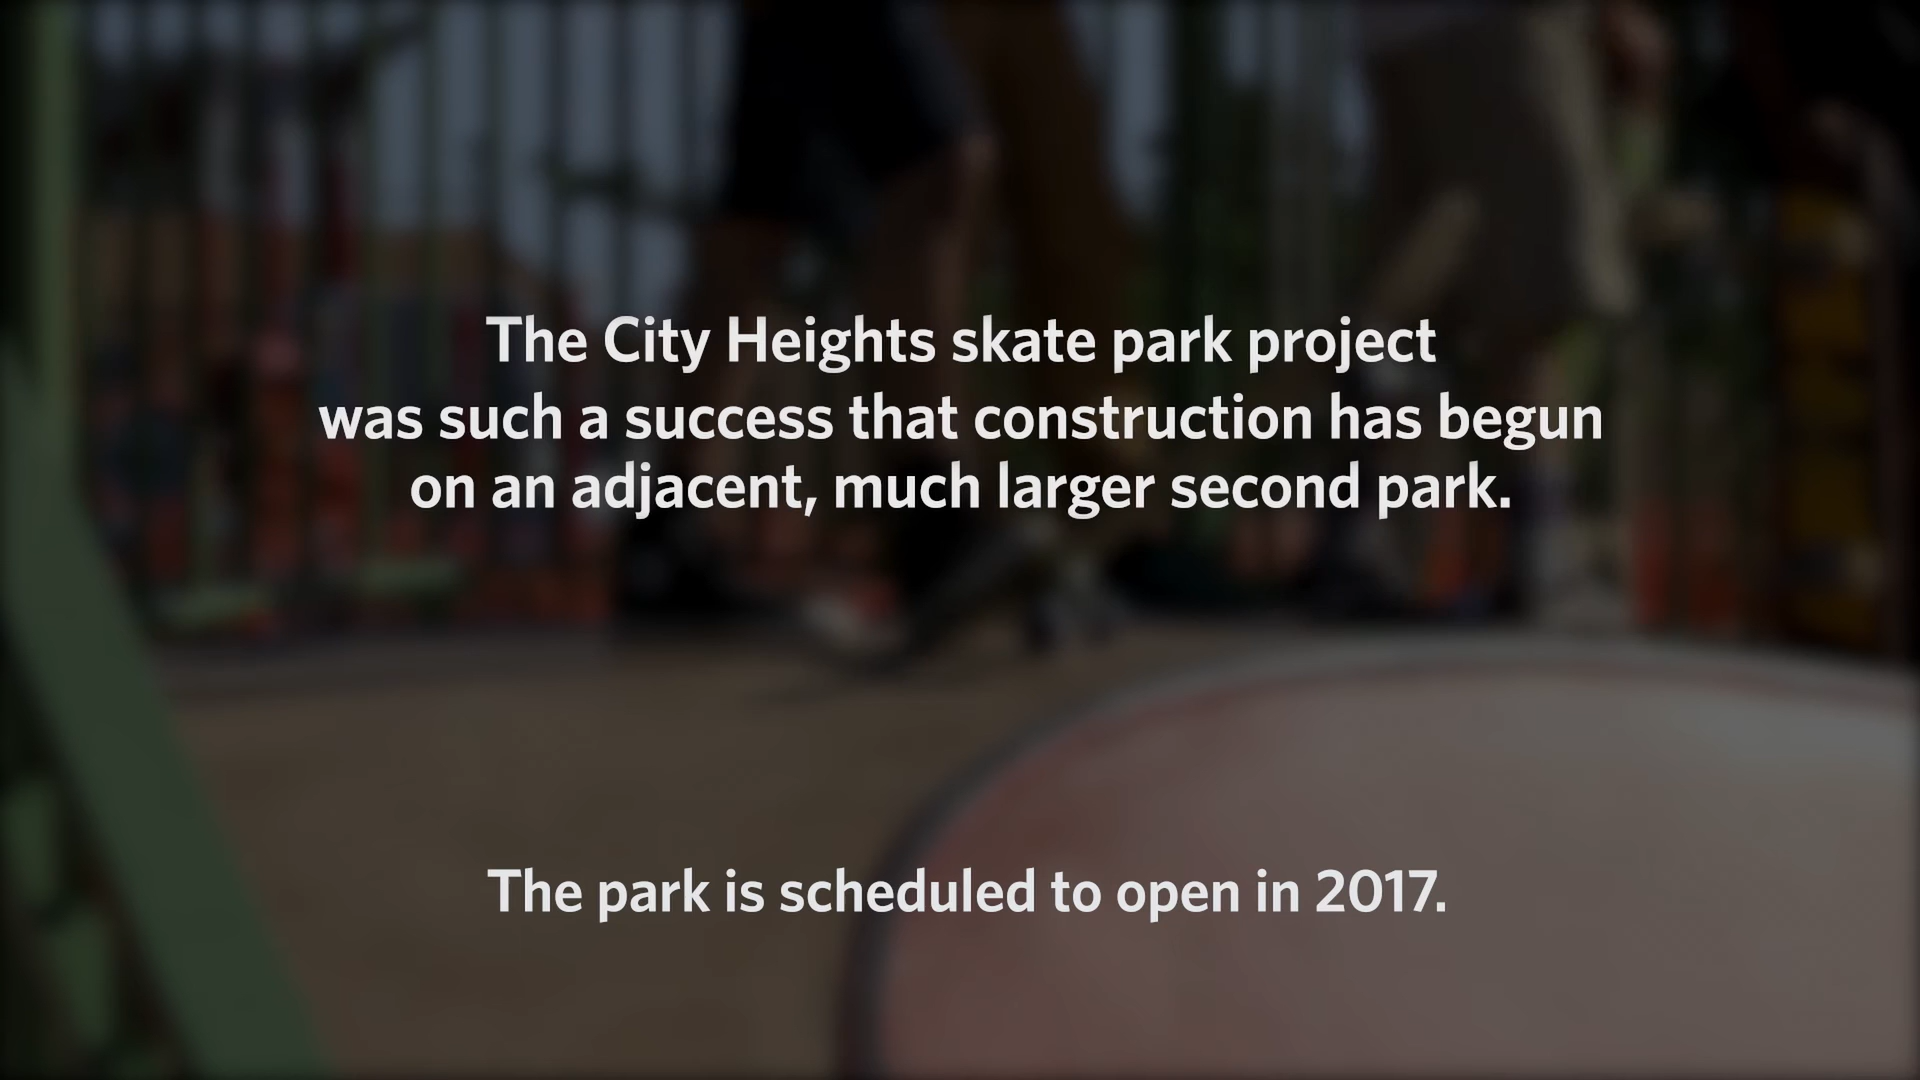 The City Heights skate park project
was such a success that construction has begun
on an adjacent, much larger second park.
The park is scheduled to open in 2017.